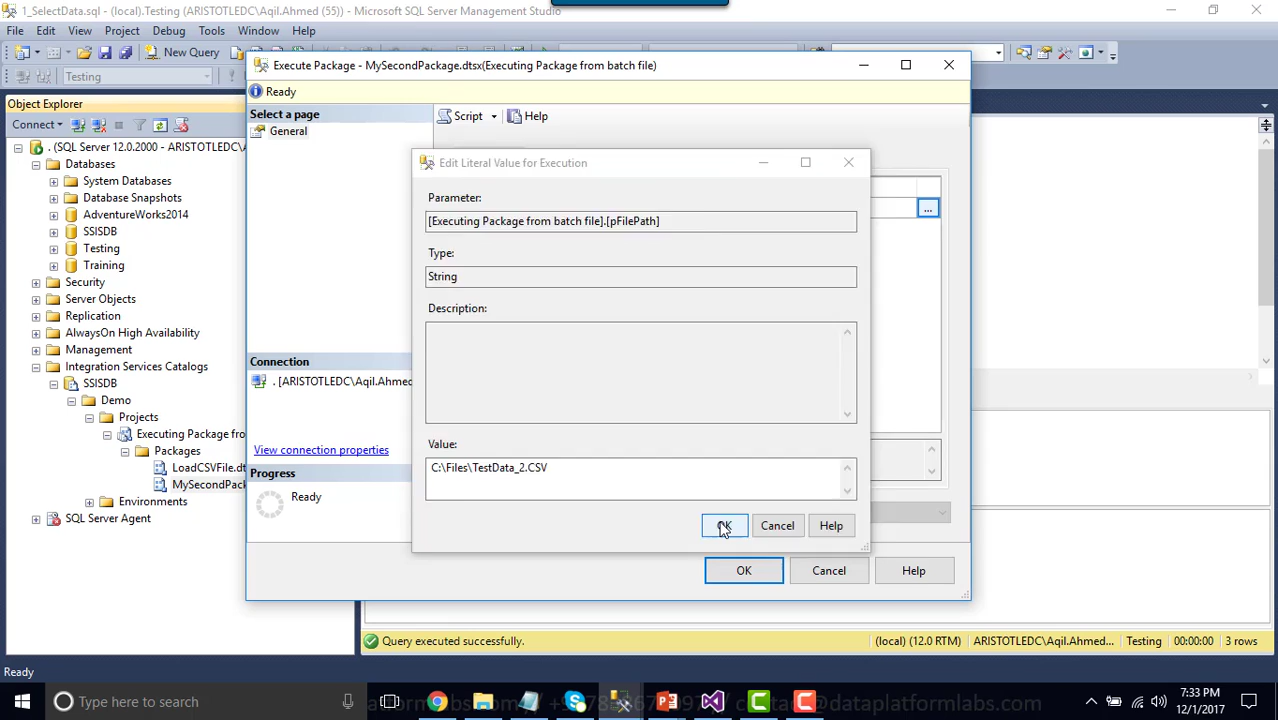 1_SelectData.sql - (local).Testing (ARISTOTLEDC\Aqil.Ahmed (55)) - Microsoft SQL Server Management Studio
File Edit View Project Debug Tools Window Help
New Query
Testing
Object Explorer
Connect
. (SQL Server 12.0.2000 - ARISTOTLEDC\A
Databases
System Databases
Database Snapshots
AdventureWorks2014
SSISDB
Testing
Training
Security
Server Objects
Replication
AlwaysOn High Availability
Management
Integration Services Catalogs
SSISDB
Demo
Projects
Executing Package fro
Packages
LoadCSVFile.dt
MySecondPack
Environments
SQL Server Agent
Execute Package - MySecondPackage.dtsx(Executing Package from batch file)
Ready
Select a page
General
Script Help
Connection
. [ARISTOTLEDC\Aqil.Ahmed
View connection properties
Progress
Ready
Edit Literal Value for Execution
Parameter:
[Executing Package from batch file].[pFilePath]
Type:
String
Description:
Value:
C:\Files\TestData_2.CSV
OK Cancel Help
...
OK Cancel Help
Query executed successfully.
(local) (12.0 RTM) ARISTOTLEDC\Aqil.Ahmed... Testing 00:00:00 3 rows
Ready
Type here to search
contact@dataplatformlabs.com
7:33 PM
12/1/2017